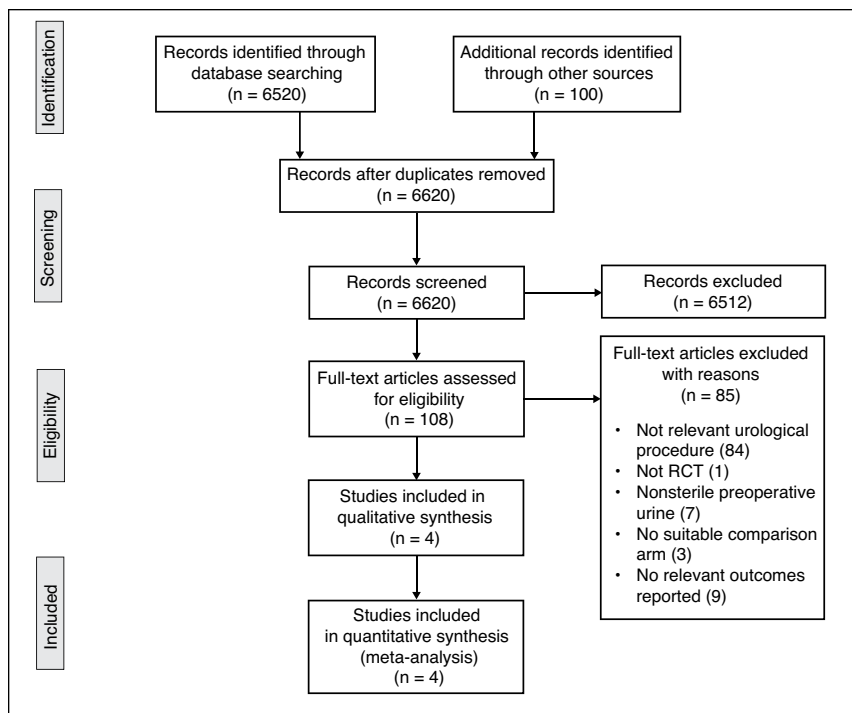 Identification
Records identified through
database searching
(n = 6520)
Additional records identified
through other sources
(n = 100)
Records after duplicates removed
(n = 6620)
Screening
Records screened
(n = 6620)
Records excluded
(n = 6512)
Eligibility
Full-text articles assessed
for eligibility
(n = 108)
Full-text articles excluded
with reasons
(n = 85)
• Not relevant urological
procedure (84)
• Not RCT (1)
• Nonsterile preoperative
urine (7)
• No suitable comparison
arm (3)
• No relevant outcomes
reported (9)
Studies included in
qualitative synthesis
(n = 4)
Included
Studies included
in quantitative synthesis
(meta-analysis)
(n = 4)